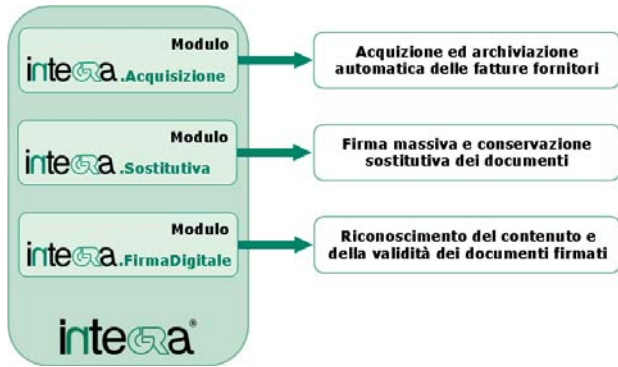 Modulo
inteGRa.Acquisizione
Acquizione ed archiviazione
automatica delle fatture fornitori
Modulo
inteGRa.Sostitutiva
Firma massiva e conservazione
sostitutiva dei documenti
Modulo
inteGRa.FirmaDigitale
Riconoscimento del contenuto e
della validità dei documenti firmati
inteGRa®